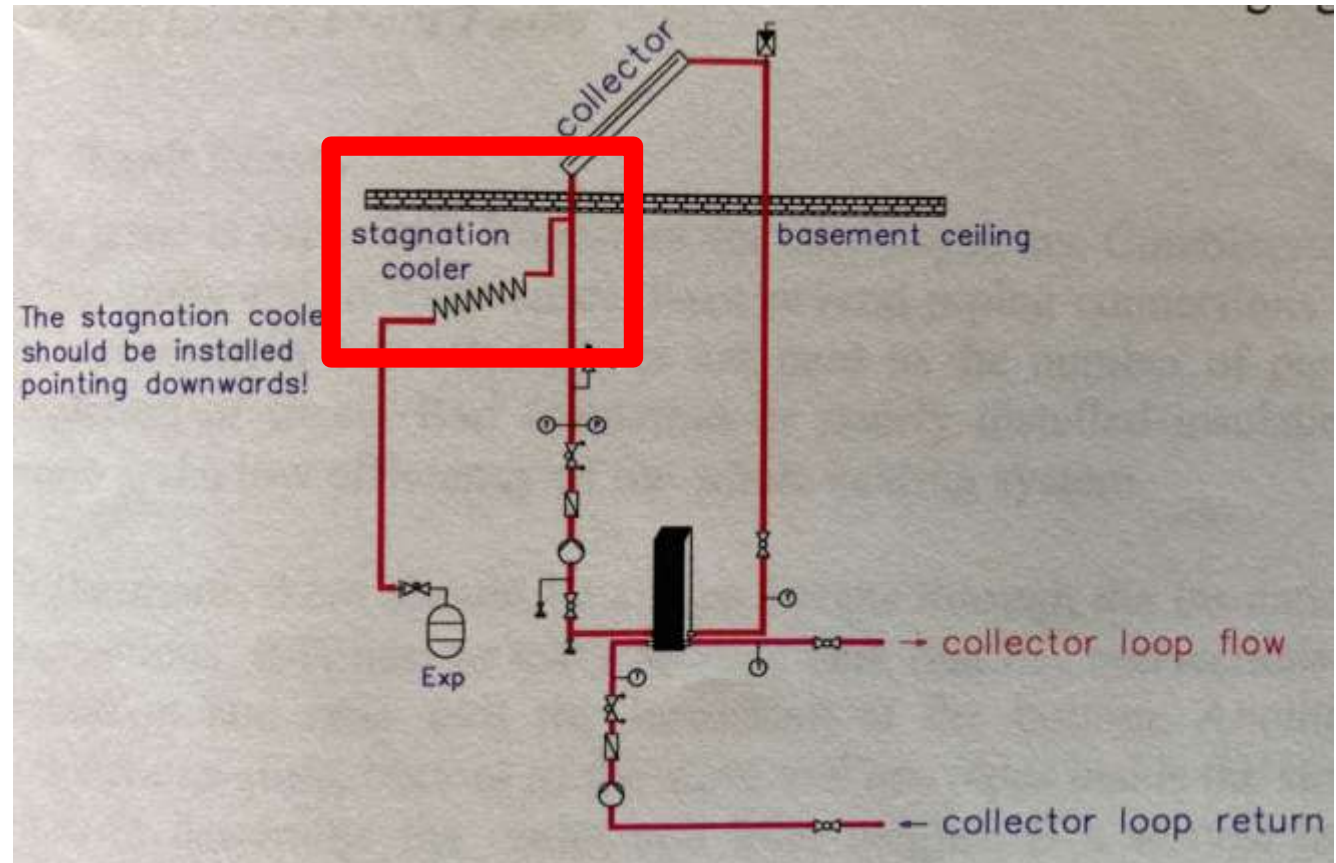 collector
stagnation
cooler
basement ceiling
The stagnation coole
should be installed
pointing downwards!
Exp
collector loop flow
collector loop return
T
P
T
T
T